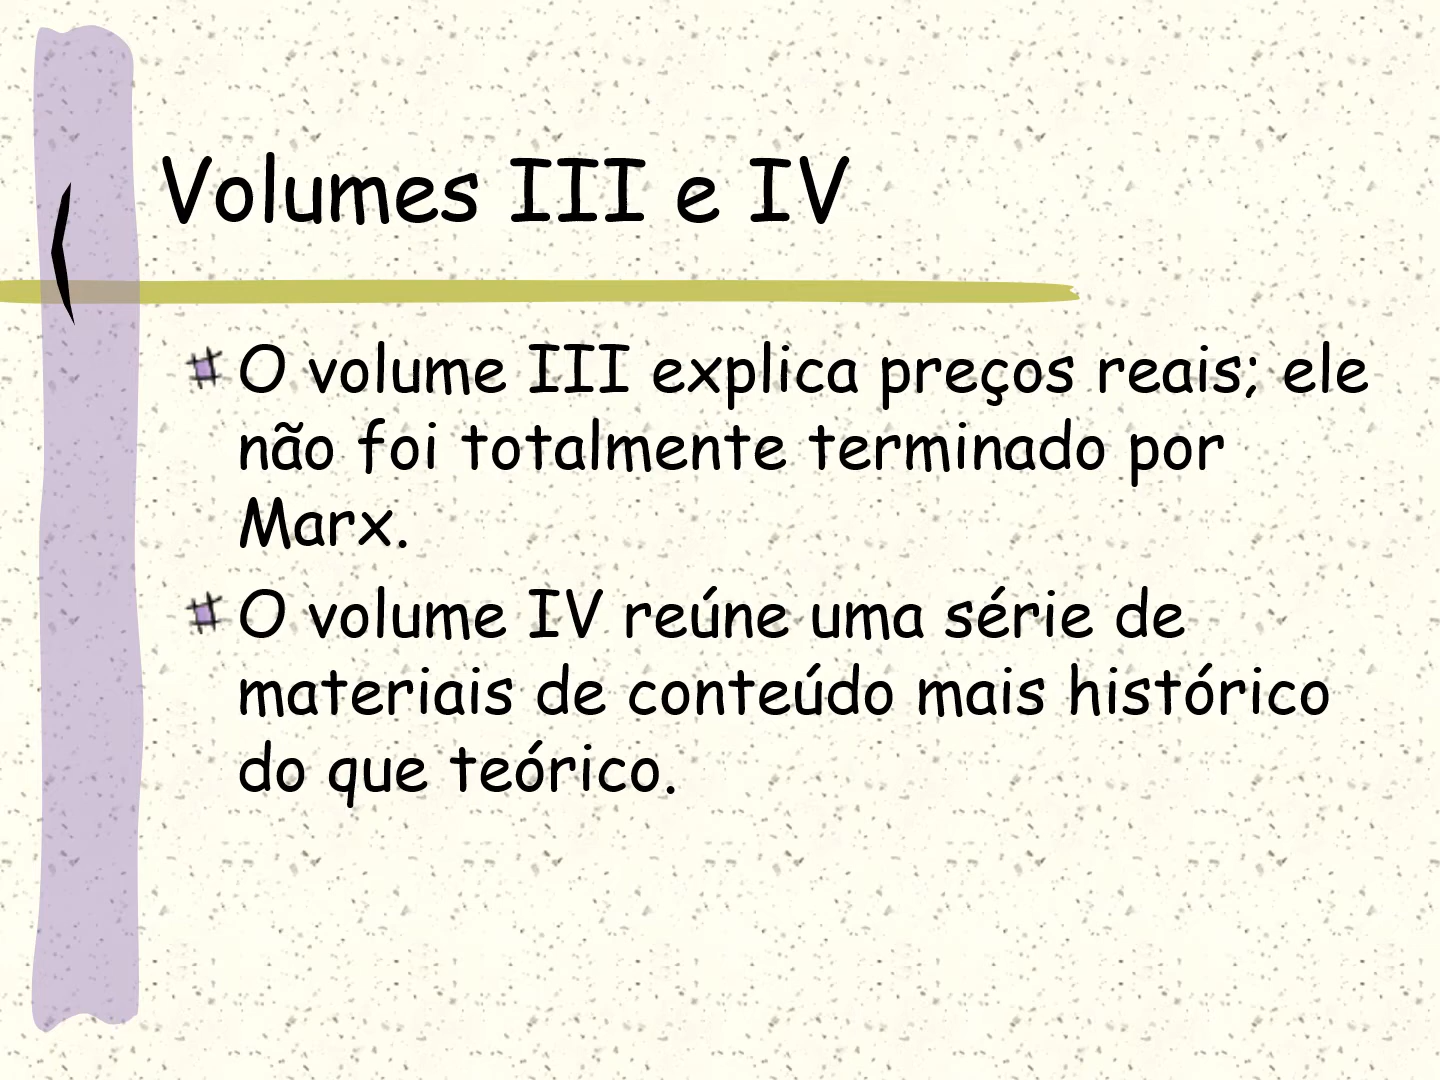 Volumes III e IV
O volume III explica preços reais; ele
não foi totalmente terminado por
Marx.
O volume IV reúne uma série de
materiais de conteúdo mais histórico
do que teórico.